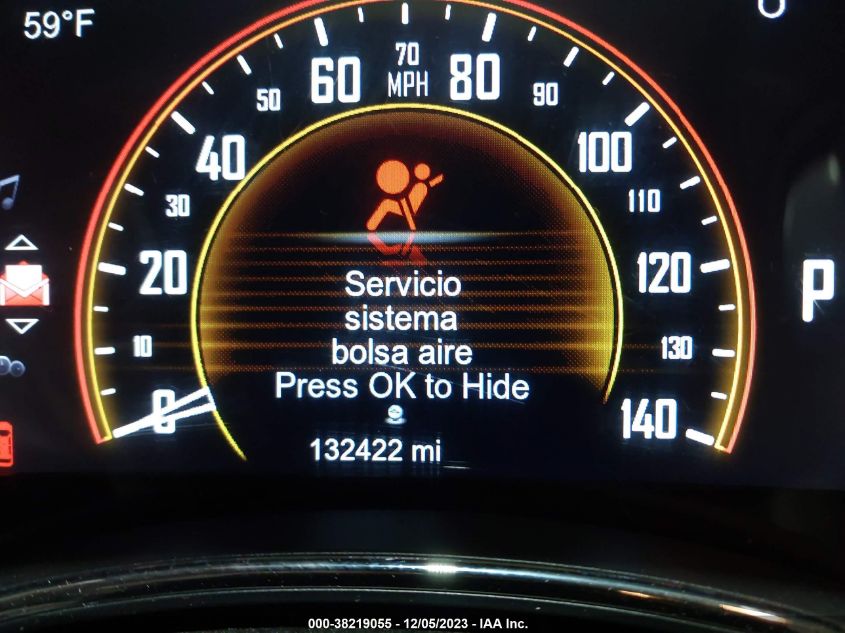 59°F
70
MPH
60
80
50
90
40
100
30
110
20
120
10
130
0
140
P
Servicio
sistema
bolsa aire
Press OK to Hide
132422 mi
000-38219055 - 12/05/2023 - IAA Inc.